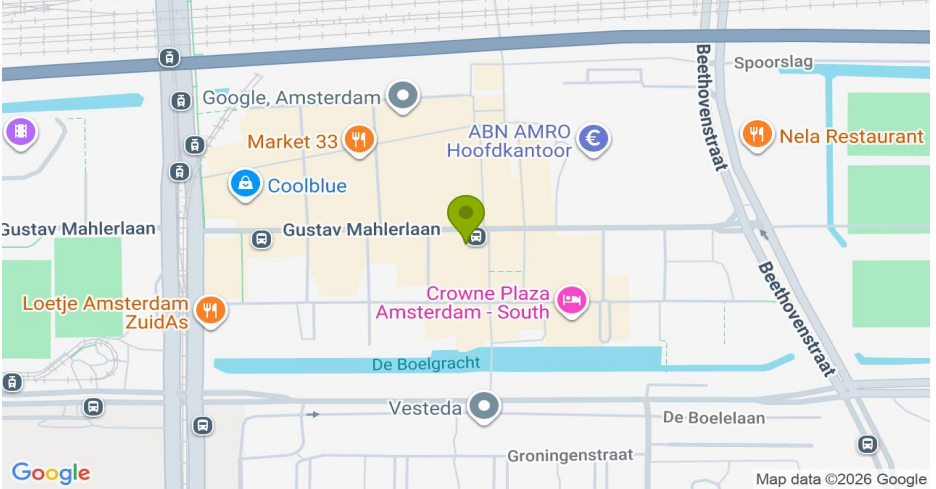 Spoorslag
Beethovenstraat
Google, Amsterdam
Market 33
ABN AMRO
Hoofdkantoor
€
Nela Restaurant
Coolblue
Gustav Mahlerlaan
Gustav Mahlerlaan
Beethovenstraat
Loetje Amsterdam
ZuidAs
Crowne Plaza
Amsterdam - South
De Boelgracht
Vesteda
De Boelelaan
Groningenstraat
Google
Map data ©2026 Google